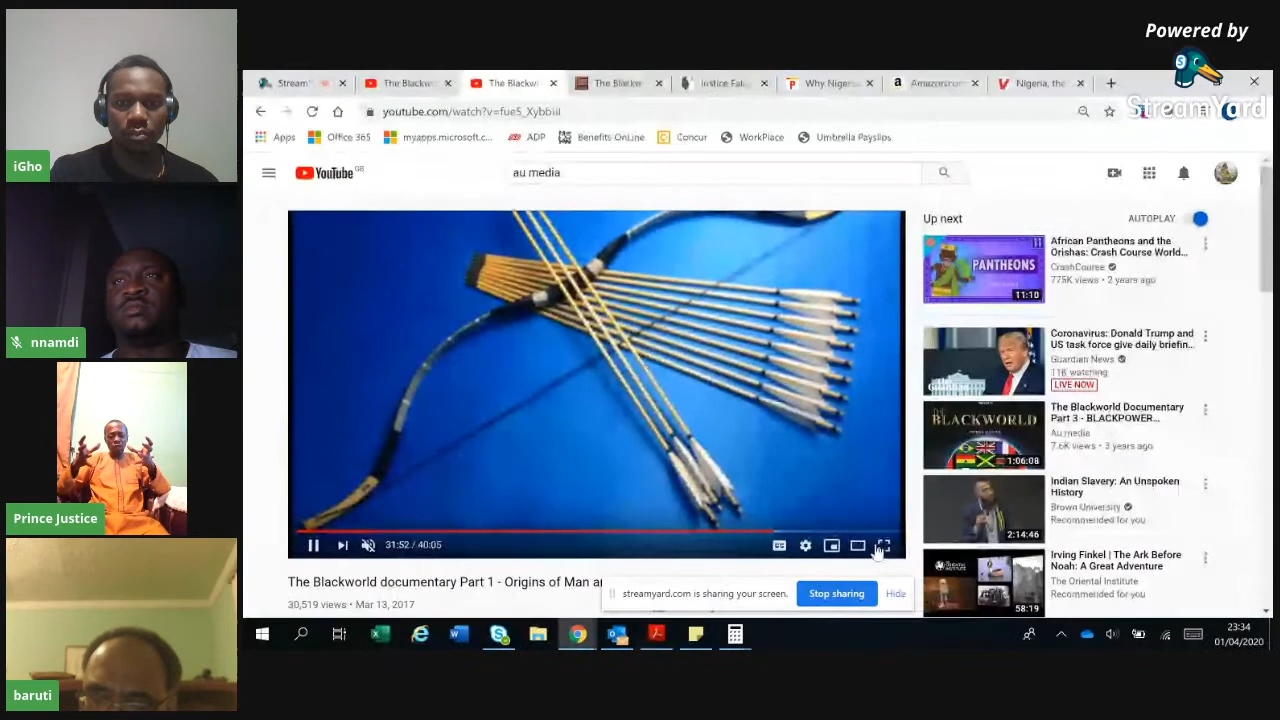 Powered by
StreamYard
iGho
nnamdi
Prince Justice
baruti
Stream
The Blackw
The Blackw
The Blackw
Justice Fal
Why Niger
Amazon.com
Nigeria, the
youtube.com/watch?v=fue5_Xybbiil
Apps
Office 365
myapps.microsoft.c...
ADP
Benefits OnLine
Concur
WorkPlace
Umbrella Payslips
YouTube GB
au media
Up next
AUTOPLAY
PANTHEONS
11:10
African Pantheons and the
Orishas: Crash Course World...
CrashCourse
775K views • 2 years ago
Coronavirus: Donald Trump and
US task force give daily briefin...
Guardian News
11K watching
LIVE NOW
BLACKWORLD
1:06:08
The Blackworld Documentary
Part 3 - BLACKPOWER...
Au media
7.6K views • 3 years ago
2:14:46
Indian Slavery: An Unspoken
History
Brown University
Recommended for you
58:19
Irving Finkel | The Ark Before
Noah: A Great Adventure
The Oriental Institute
Recommended for you
31:52 / 40:05
The Blackworld documentary Part 1 - Origins of Man ar
30,519 views • Mar 13, 2017
streamyard.com is sharing your screen.
Stop sharing
Hide
23:34
01/04/2020